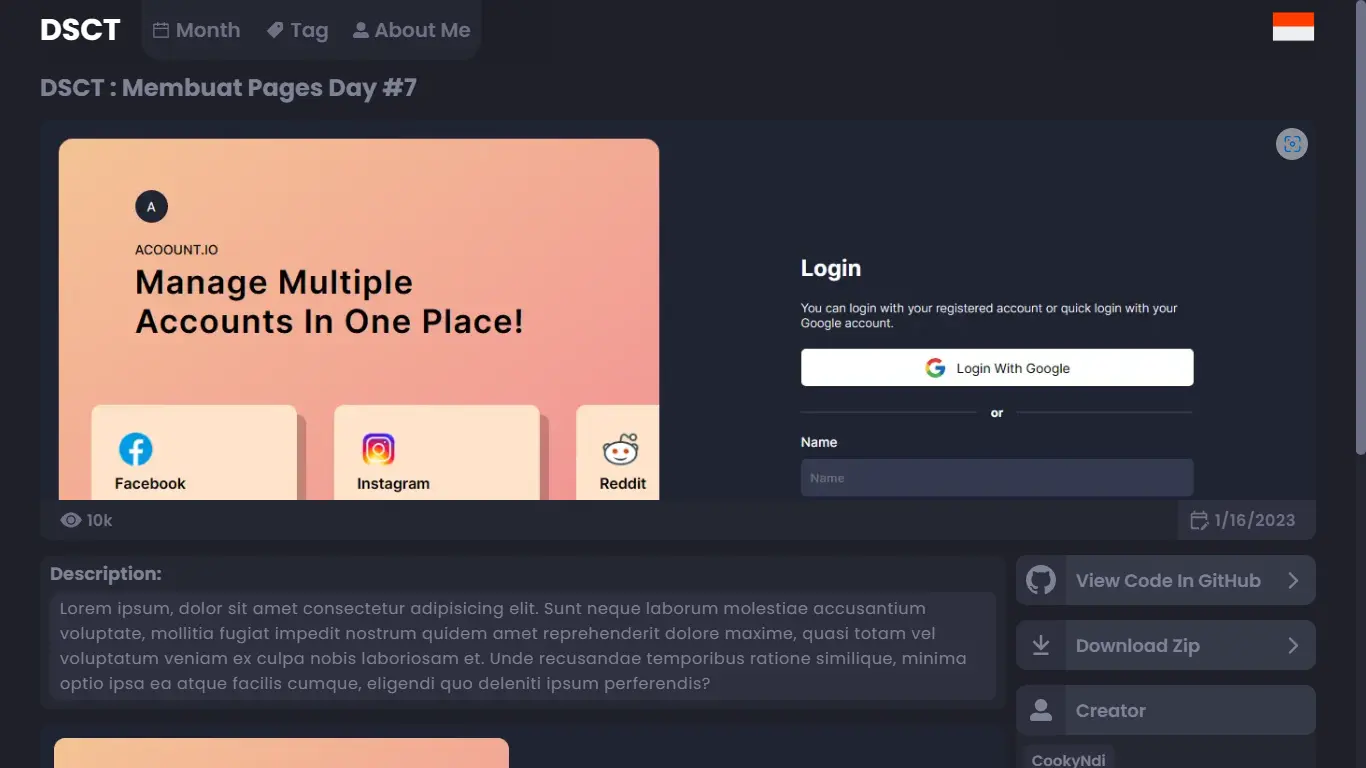 DSCT
Month
Tag
About Me
DSCT : Membuat Pages Day #7
A
ACOOUNT.IO
Manage Multiple
Accounts In One Place!
Facebook
Instagram
Reddit
Login
You can login with your registered account or quick login with your
Google account.
Login With Google
or
Name
Name
10k
1/16/2023
Description:
Lorem ipsum, dolor sit amet consectetur adipisicing elit. Sunt neque laborum molestiae accusantium
voluptate, mollitia fugiat impedit nostrum quidem amet reprehenderit dolore maxime, quasi totam vel
voluptatum veniam ex culpa nobis laboriosam et. Unde recusandae temporibus ratione similique, minima
optio ipsa ea atque facilis cumque, eligendi quo deleniti ipsum perferendis?
View Code In GitHub
Download Zip
Creator
CookyNdi